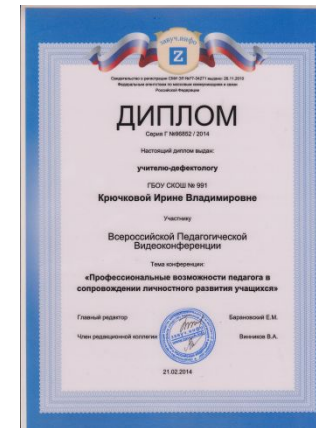 Z
ДИПЛОМ
Серия Г №96852 / 2014
Настоящий диплом выдан:
учителю-дефектологу
ГБОУ СКОШ № 991
Крючковой Ирине Владимировне
Участнику
Всероссийской Педагогической
Видеоконференции
Тема конференции:
«Профессиональные возможности педагога в
сопровождении личностного развития учащихся»
Главный редактор Барановский Е.М.
Член редакционной коллегии Винников В.А.
21.02.2014